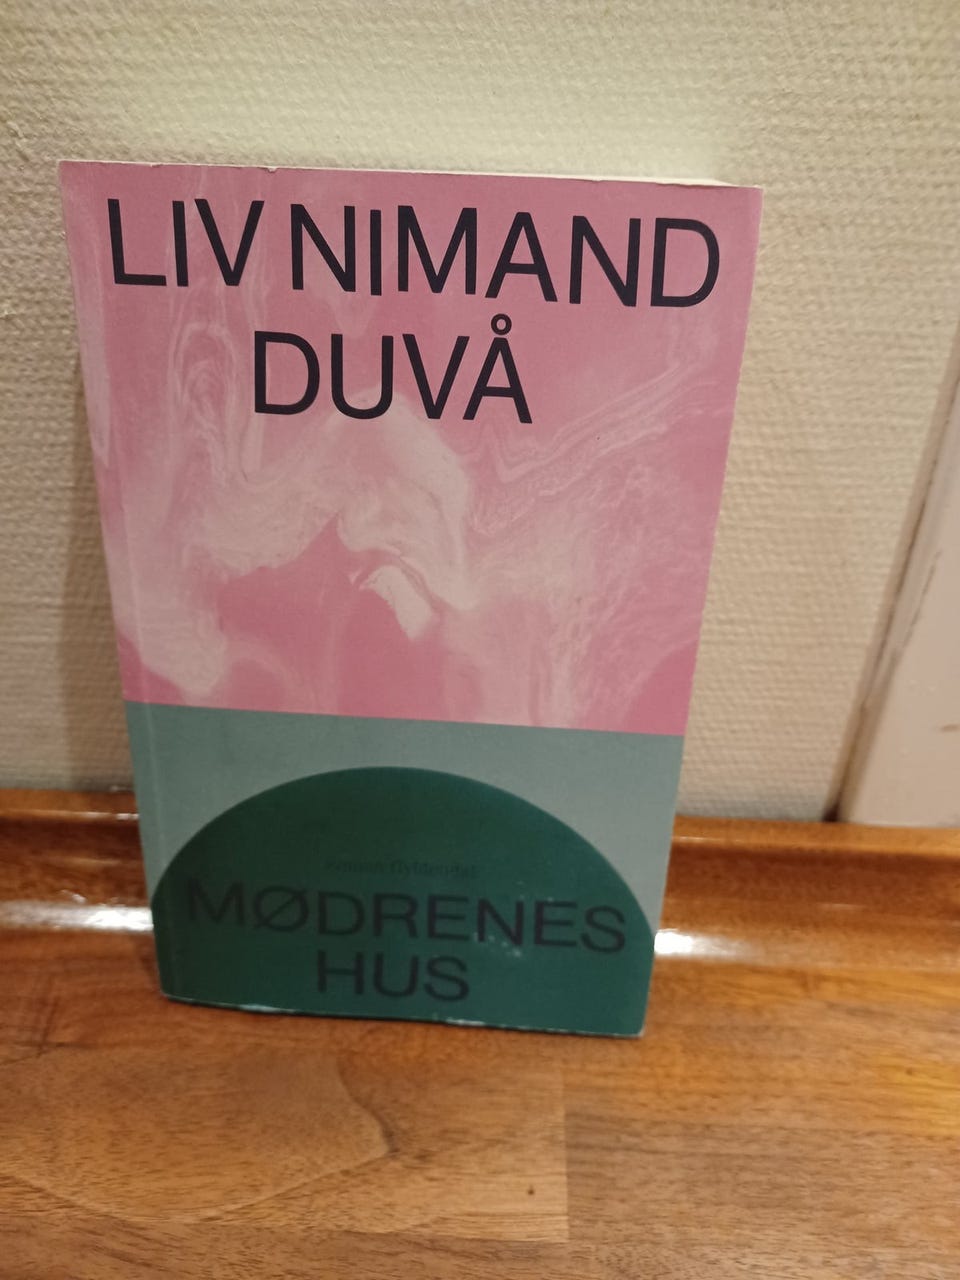 LIV NIMAND
DUVÅ
roman Gyldendal
MØDRENES
HUS